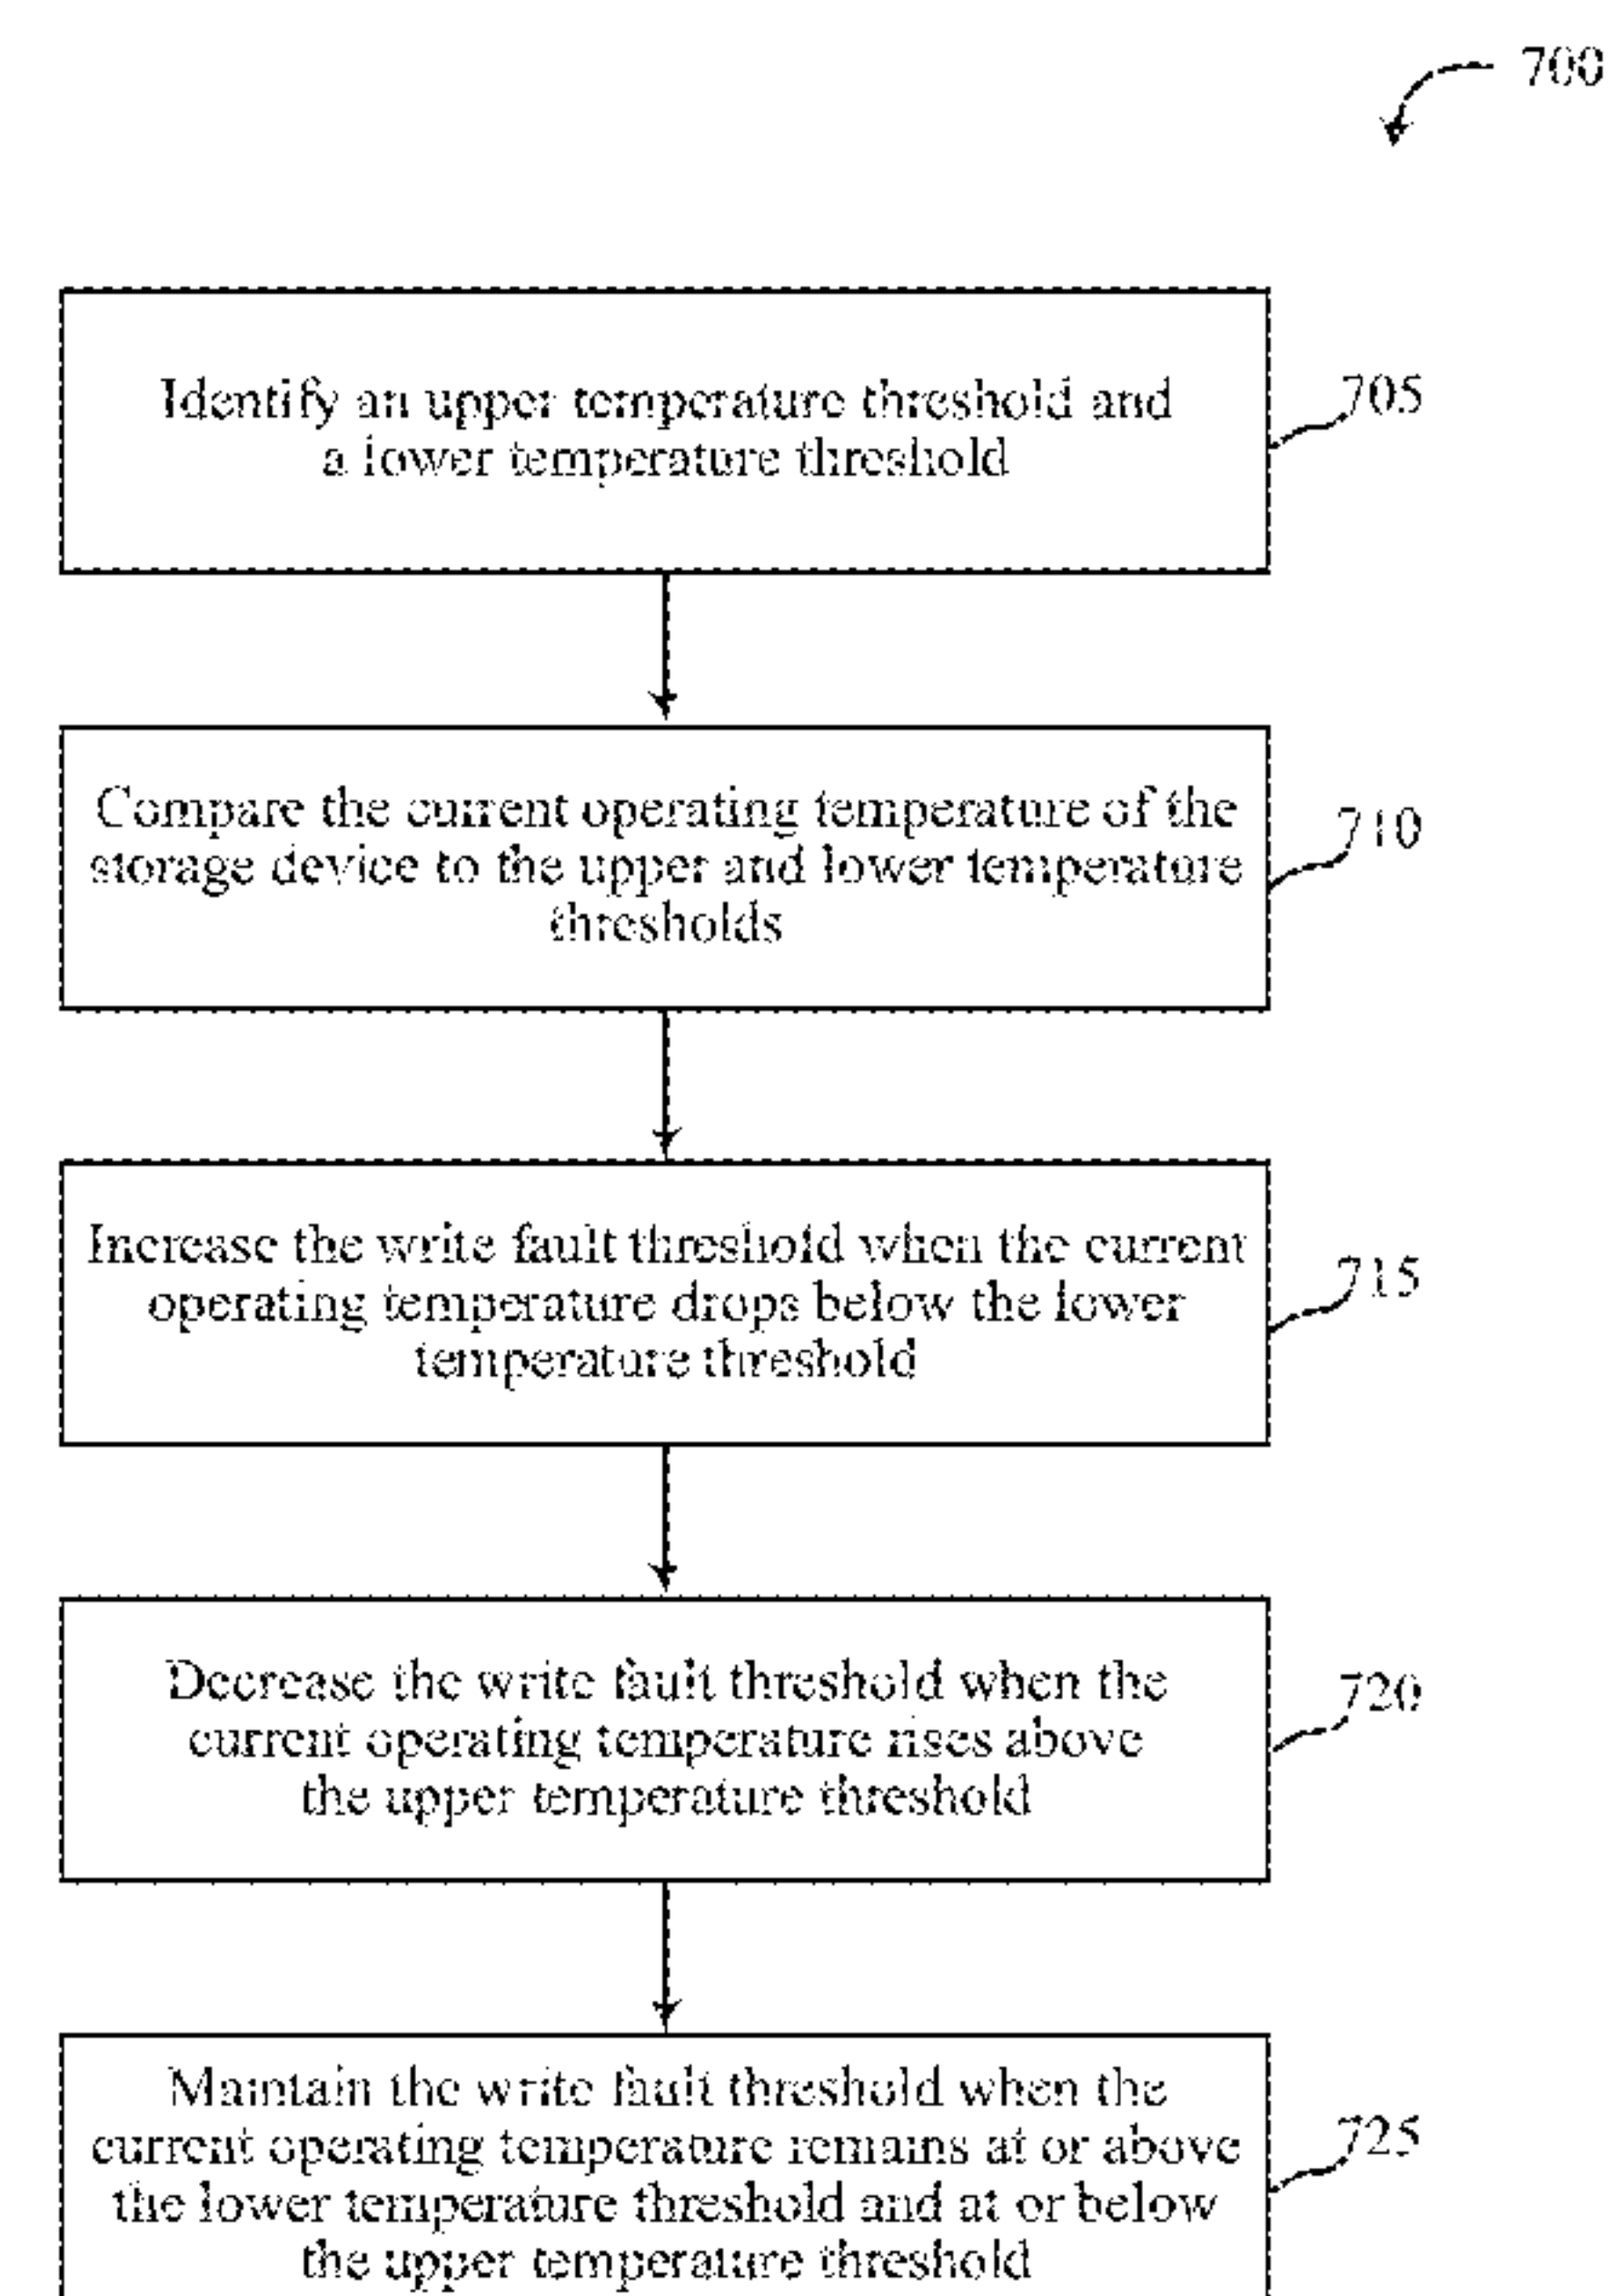 700
Identify an upper temperature threshold and
a lower temperature threshold
705
Compare the current operating temperature of the
storage device to the upper and lower temperature
thresholds
710
Increase the write fault threshold when the current
operating temperature drops below the lower
temperature threshold
715
Decrease the write fault threshold when the
current operating temperature rises above
the upper temperature threshold
720
Maintain the write fault threshold when the
current operating temperature remains at or above
the lower temperature threshold and at or below
the upper temperature threshold
725